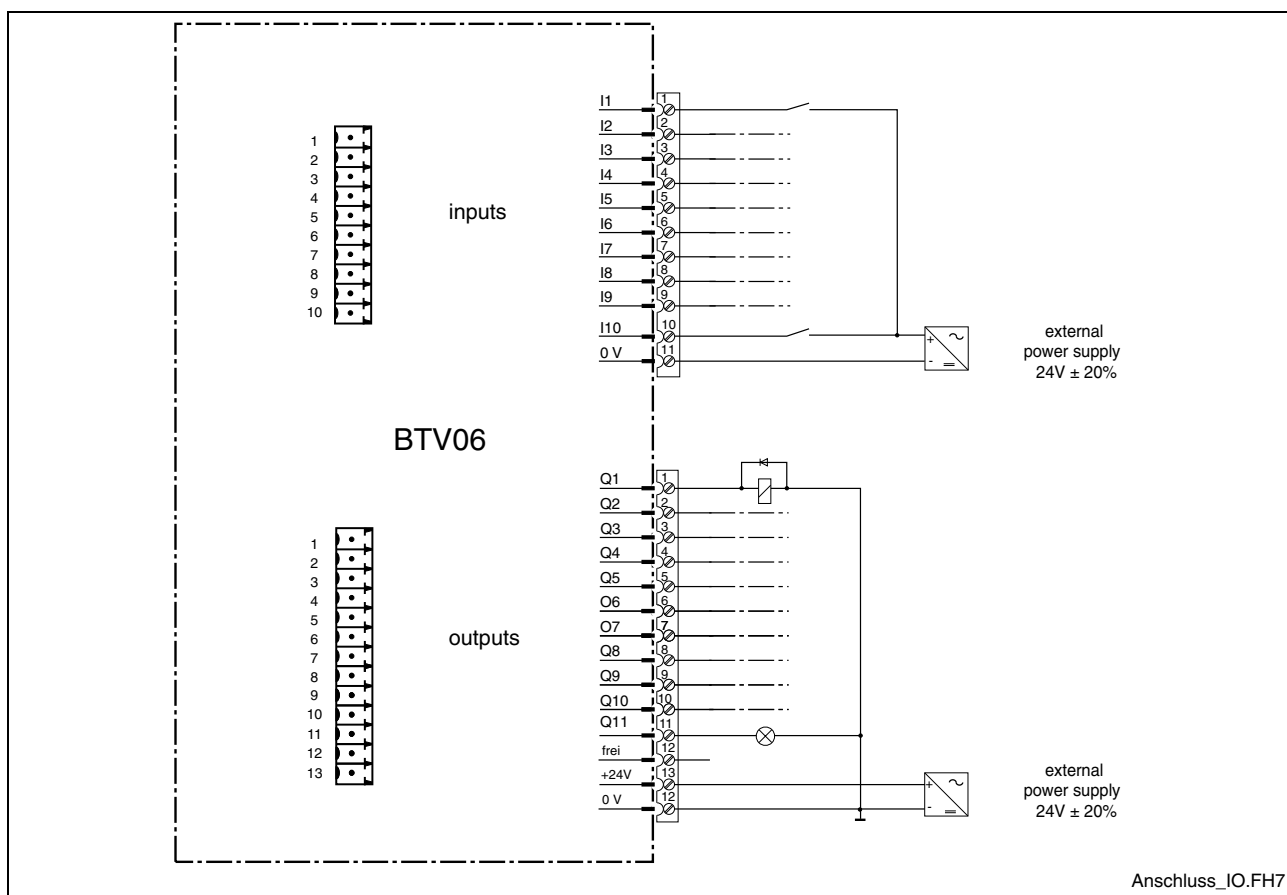 I1 1
I2 2
I3 3
I4 4
I5 5
I6 6
I7 7
I8 8
I9 9
I10 10
0 V 11
1
2
3
4
5
6
7
8
9
10
inputs
+
-
external
power supply
24V ± 20%
BTV06
Q1 1
Q2 2
Q3 3
Q4 4
Q5 5
O6 6
O7 7
Q8 8
Q9 9
Q10 10
Q11 11
frei 12
+24V 13
0 V 12
1
2
3
4
5
6
7
8
9
10
11
12
13
outputs
+
-
external
power supply
24V ± 20%
Anschluss_IO.FH7